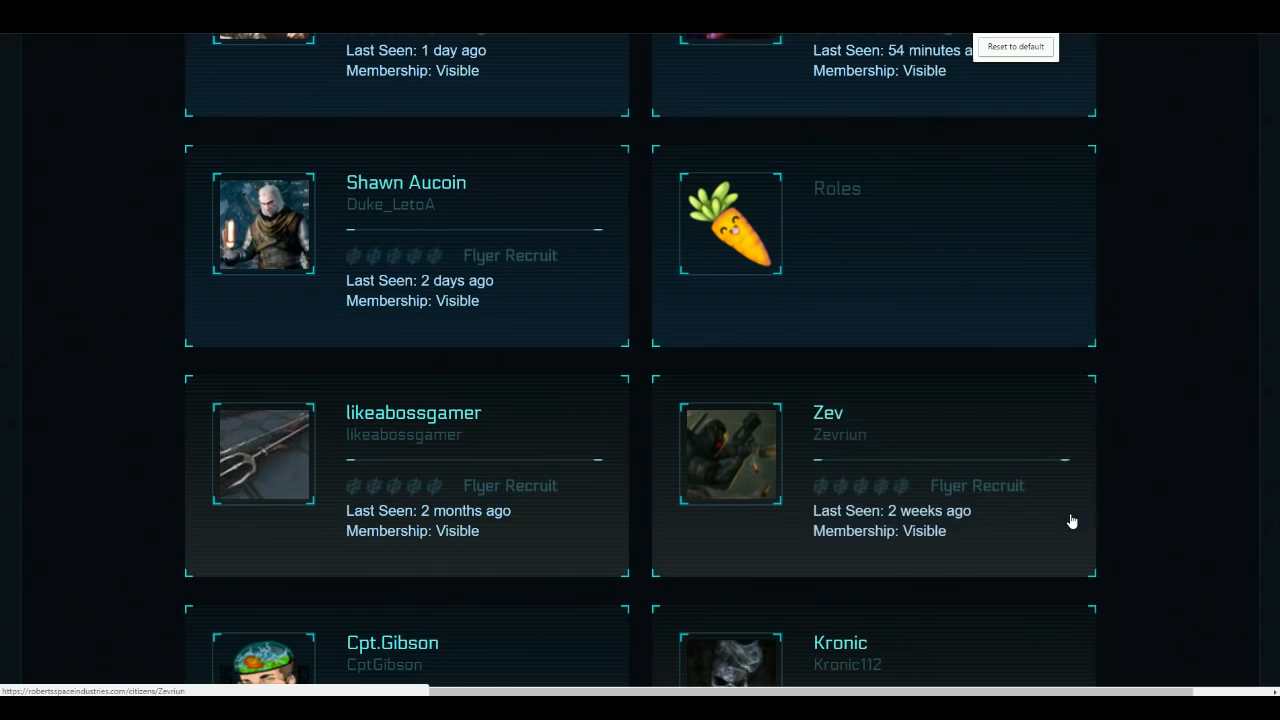 Last Seen: 1 day ago
Membership: Visible
Last Seen: 54 minutes a
Membership: Visible
Reset to default
Shawn Aucoin
Duke_LetoA
Flyer Recruit
Last Seen: 2 days ago
Membership: Visible
Roles
likeabossgamer
likeabossgamer
Flyer Recruit
Last Seen: 2 months ago
Membership: Visible
Zev
Zevriun
Flyer Recruit
Last Seen: 2 weeks ago
Membership: Visible
Cpt.Gibson
CptGibson
Kronic
Kronic112
https://robertsspaceindustries.com/citizens/Zevriun